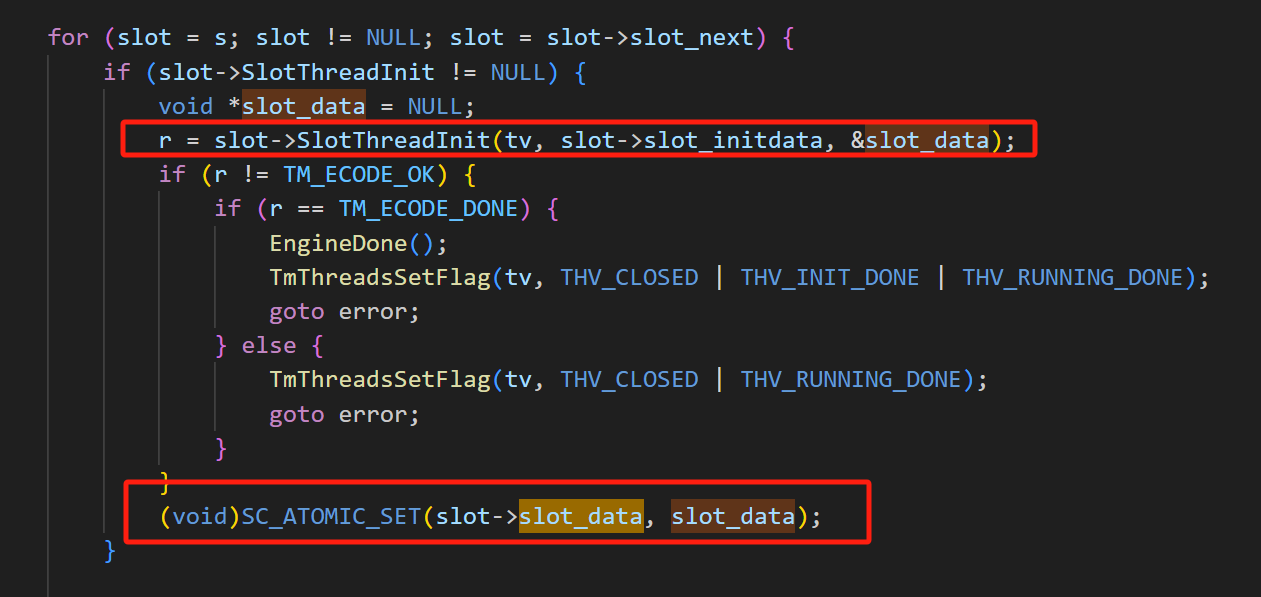 for (slot = s; slot != NULL; slot = slot->slot_next) {
if (slot->SlotThreadInit != NULL) {
void *slot_data = NULL;
r = slot->SlotThreadInit(tv, slot->slot_initdata, &slot_data);
if (r != TM_ECODE_OK) {
if (r == TM_ECODE_DONE) {
EngineDone();
TmThreadsSetFlag(tv, THV_CLOSED | THV_INIT_DONE | THV_RUNNING_DONE);
goto error;
} else {
TmThreadsSetFlag(tv, THV_CLOSED | THV_RUNNING_DONE);
goto error;
}
}
(void)SC_ATOMIC_SET(slot->slot_data, slot_data);
}